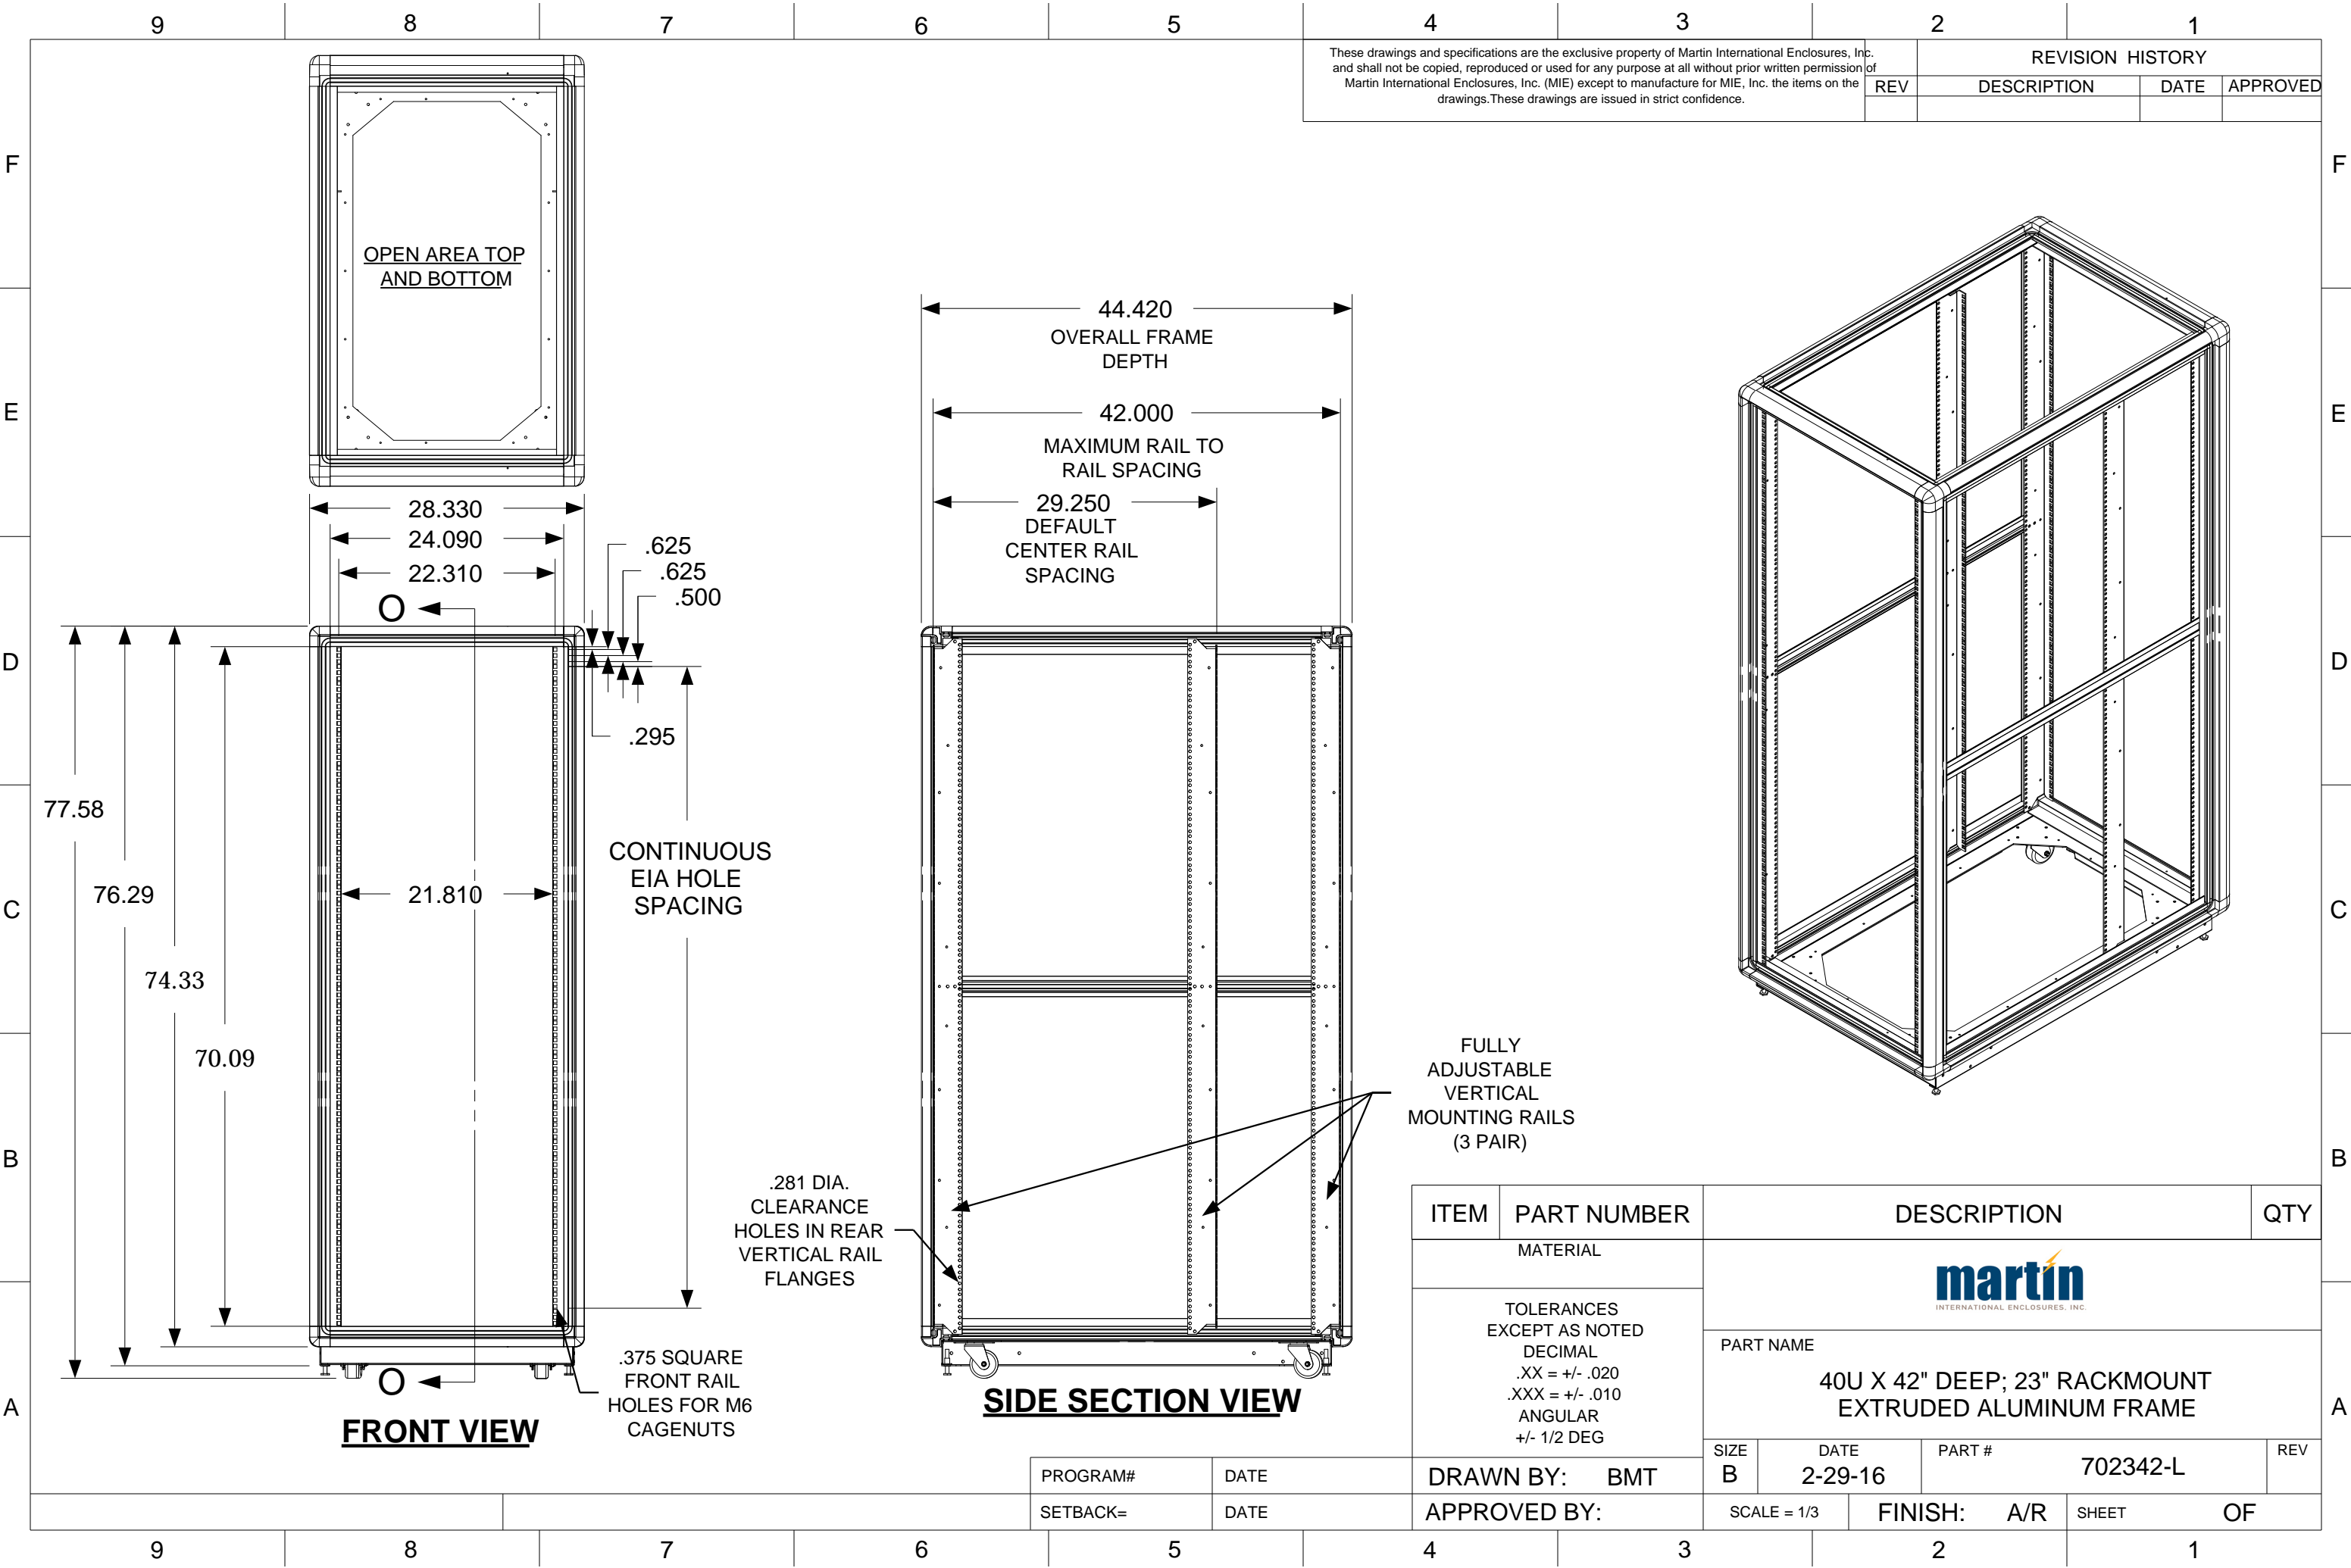 9 8 7 6 5 4 3 2 1
These drawings and specifications are the exclusive property of Martin International Enclosures, Inc.
and shall not be copied, reproduced or used for any purpose at all without prior written permission of
Martin International Enclosures, Inc. (MIE) except to manufacture for MIE, Inc. the items on the
drawings.These drawings are issued in strict confidence.
REVISION HISTORY
REV DESCRIPTION DATE APPROVED
F F
OPEN AREA TOP
AND BOTTOM
E E
28.330
24.090
22.310
.625
.625
.500
.295
O
D D
77.58
76.29
74.33
70.09
21.810
CONTINUOUS
EIA HOLE
SPACING
C C
O
FRONT VIEW
.375 SQUARE
FRONT RAIL
HOLES FOR M6
CAGENUTS
44.420
OVERALL FRAME
DEPTH
42.000
MAXIMUM RAIL TO
RAIL SPACING
29.250
DEFAULT
CENTER RAIL
SPACING
FULLY
ADJUSTABLE
VERTICAL
MOUNTING RAILS
(3 PAIR)
.281 DIA.
CLEARANCE
HOLES IN REAR
VERTICAL RAIL
FLANGES
SIDE SECTION VIEW
B B
ITEM PART NUMBER DESCRIPTION QTY
MATERIAL
martin
INTERNATIONAL ENCLOSURES, INC.
TOLERANCES
EXCEPT AS NOTED
DECIMAL
.XX = +/- .020
.XXX = +/- .010
ANGULAR
+/- 1/2 DEG
PART NAME
40U X 42" DEEP; 23" RACKMOUNT
EXTRUDED ALUMINUM FRAME
A A
SIZE DATE PART # REV
B 2-29-16 702342-L
PROGRAM# DATE
DRAWN BY: BMT
SETBACK= DATE
APPROVED BY:
SCALE = 1/3 FINISH: A/R SHEET OF
9 8 7 6 5 4 3 2 1